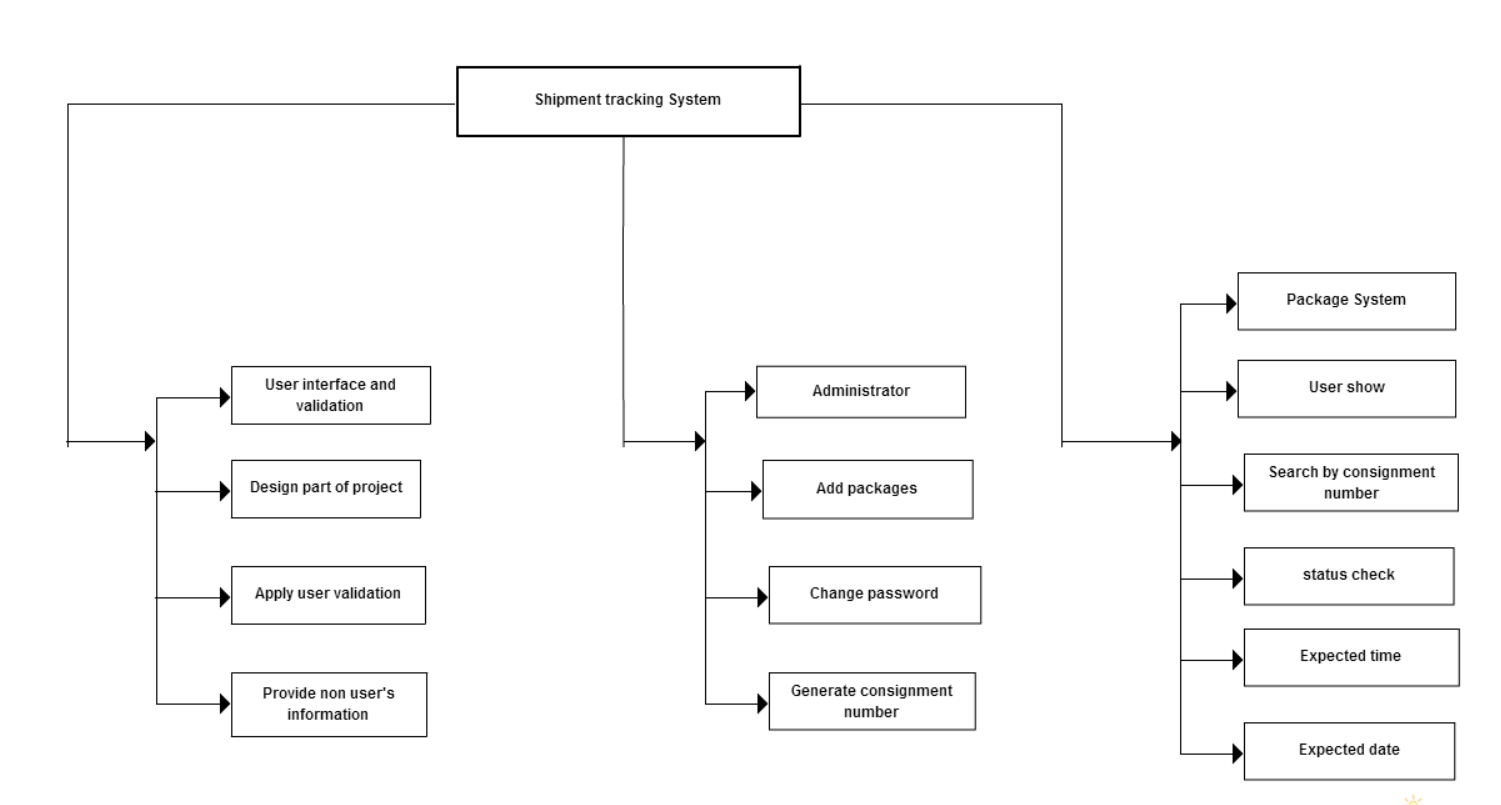 Shipment tracking System
User interface and
validation
Design part of project
Apply user validation
Provide non user's
information
Administrator
Add packages
Change password
Generate consignment
number
Package System
User show
Search by consignment
number
status check
Expected time
Expected date